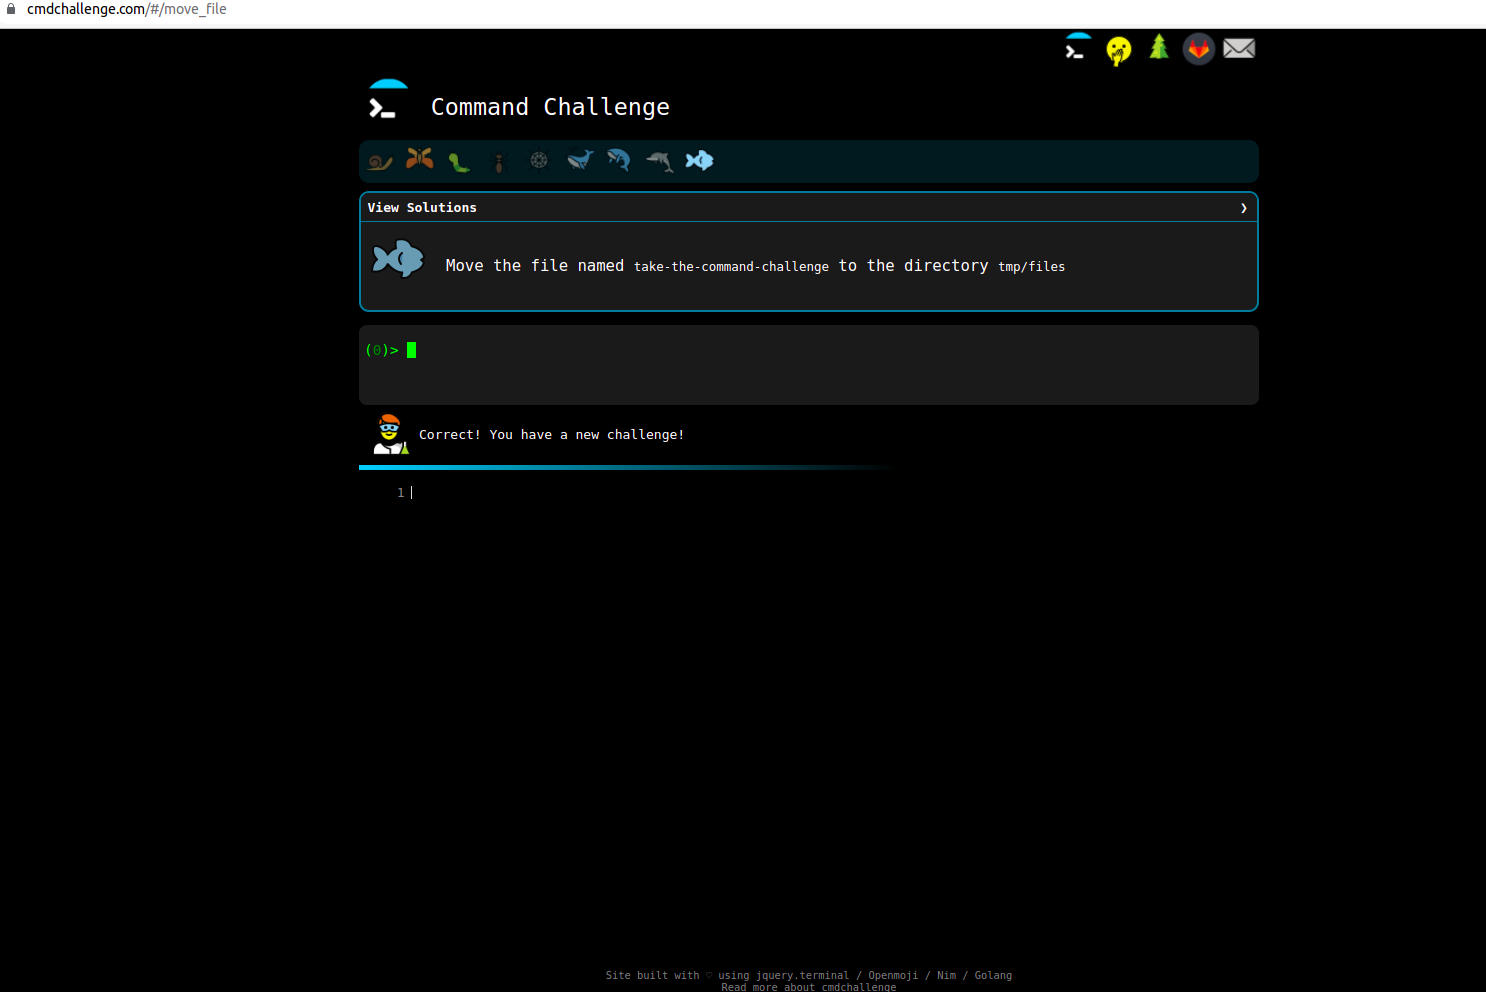 cmdchallenge.com/#/move_file
Command Challenge
View Solutions ❯
Move the file named take-the-command-challenge to the directory tmp/files
(0)>
Correct! You have a new challenge!
1
Site built with ♡ using jquery.terminal / Openmoji / Nim / Golang
Read more about cmdchallenge